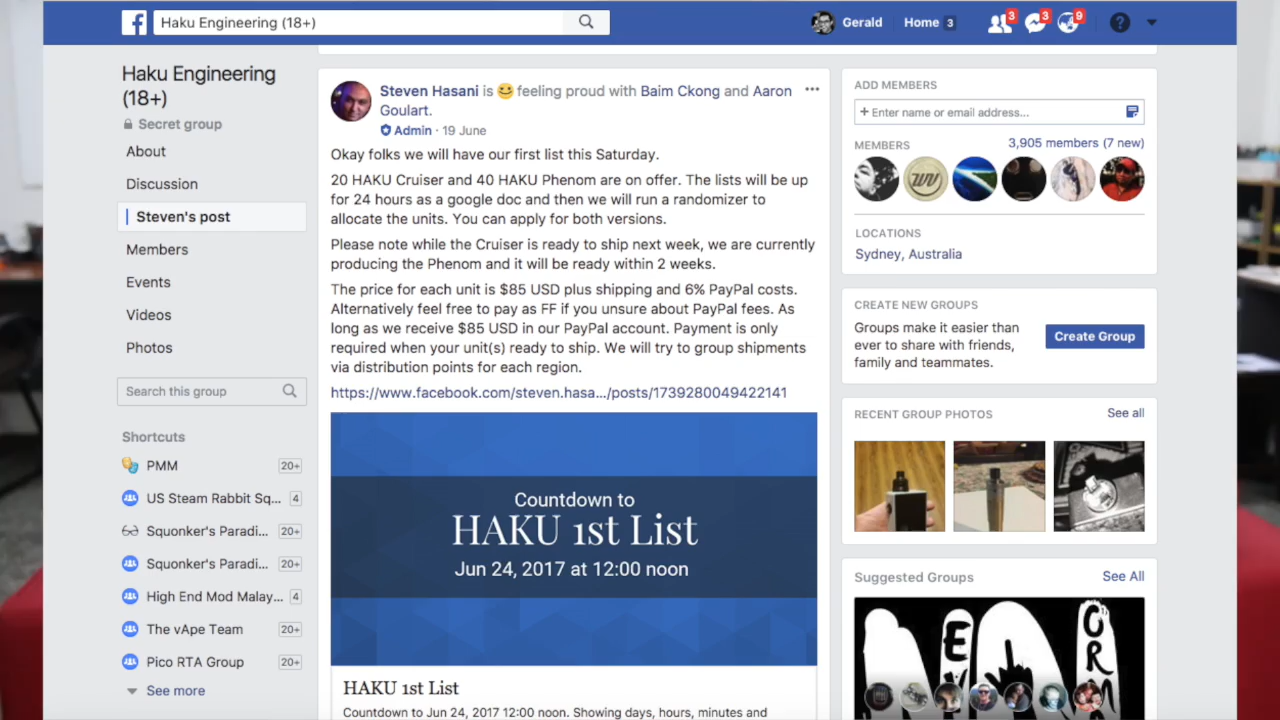 Haku Engineering (18+)
Gerald
Home 3
3
3
9
Haku Engineering
(18+)
Secret group
About
Discussion
Steven's post
Members
Events
Videos
Photos
Search this group
Shortcuts
PMM 20+
US Steam Rabbit Sq... 4
Squonker's Paradi... 20+
Squonker's Paradi... 20+
High End Mod Malay... 4
The vApe Team 20+
Pico RTA Group 20+
See more
Steven Hasani is feeling proud with Baim Ckong and Aaron
Goulart.
Admin · 19 June
Okay folks we will have our first list this Saturday.
20 HAKU Cruiser and 40 HAKU Phenom are on offer. The lists will be up
for 24 hours as a google doc and then we will run a randomizer to
allocate the units. You can apply for both versions.
Please note while the Cruiser is ready to ship next week, we are currently
producing the Phenom and it will be ready within 2 weeks.
The price for each unit is $85 USD plus shipping and 6% PayPal costs.
Alternatively feel free to pay as FF if you unsure about PayPal fees. As
long as we receive $85 USD in our PayPal account. Payment is only
required when your unit(s) ready to ship. We will try to group shipments
via distribution points for each region.
https://www.facebook.com/steven.hasa.../posts/1739280049422141
Countdown to
HAKU 1st List
Jun 24, 2017 at 12:00 noon
HAKU 1st List
Countdown to Jun 24, 2017 12:00 noon. Showing days, hours, minutes and
ADD MEMBERS
+ Enter name or email address...
MEMBERS
3,905 members (7 new)
LOCATIONS
Sydney, Australia
CREATE NEW GROUPS
Groups make it easier than
ever to share with friends,
family and teammates.
Create Group
RECENT GROUP PHOTOS
See all
Suggested Groups
See All